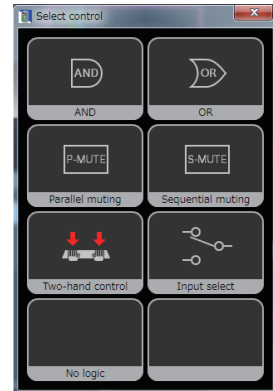 Select control
AND
OR
AND
OR
P-MUTE
S-MUTE
Parallel muting
Sequential muting
Two-hand control
Input select
No logic